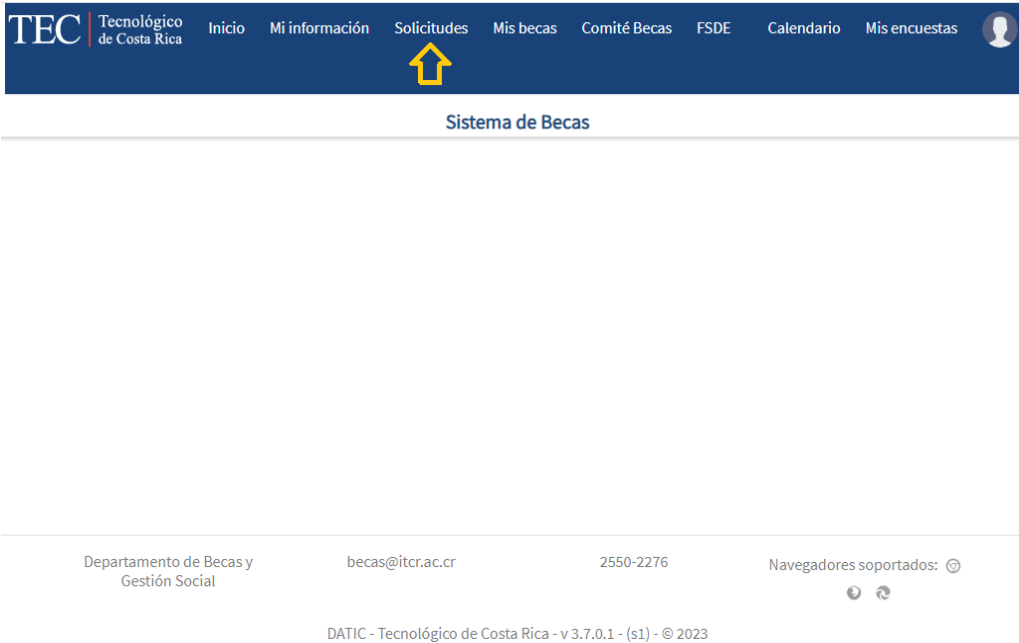 TEC Tecnológico
de Costa Rica
Inicio Mi información Solicitudes Mis becas Comité Becas FSDE Calendario Mis encuestas
Sistema de Becas
Departamento de Becas y
Gestión Social
becas@itcr.ac.cr
2550-2276
Navegadores soportados:
DATIC - Tecnológico de Costa Rica - v 3.7.0.1 - (s1) - © 2023